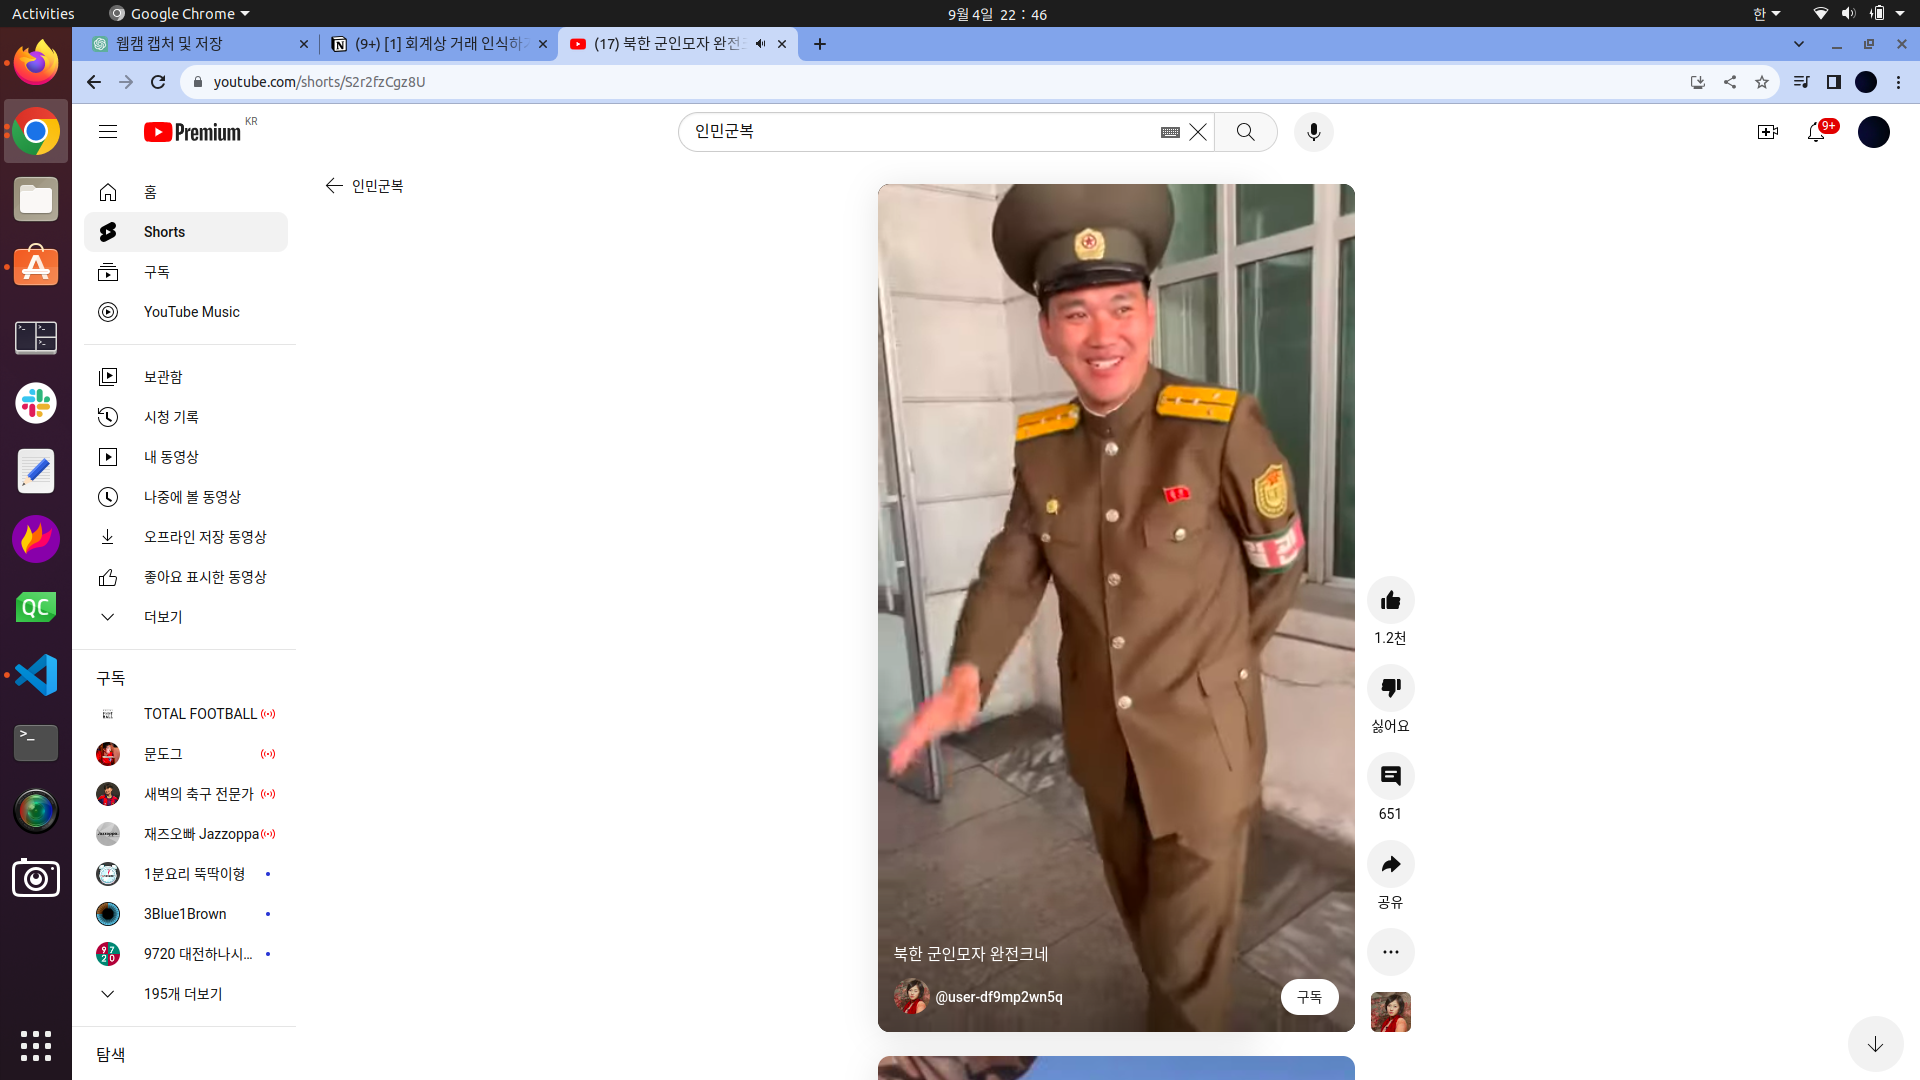 Activities
Google Chrome
9월 4일 22 : 46
한
웹캠 캡처 및 저장
(9+) [1] 회계상 거래 인식하기
(17) 북한 군인모자 완전크네
youtube.com/shorts/S2r2fzCgz8U
Premium KR
인민군복
9+
홈
Shorts
구독
YouTube Music
보관함
시청 기록
내 동영상
나중에 볼 동영상
오프라인 저장 동영상
좋아요 표시한 동영상
더보기
구독
TOTAL FOOTBALL
문도그
새벽의 축구 전문가
재즈오빠 Jazzoppa
1분요리 뚝딱이형
3Blue1Brown
9720 대전하나시...
195개 더보기
탐색
인민군복
북한 군인모자 완전크네
@user-df9mp2wn5q
구독
1.2천
싫어요
651
공유
QC